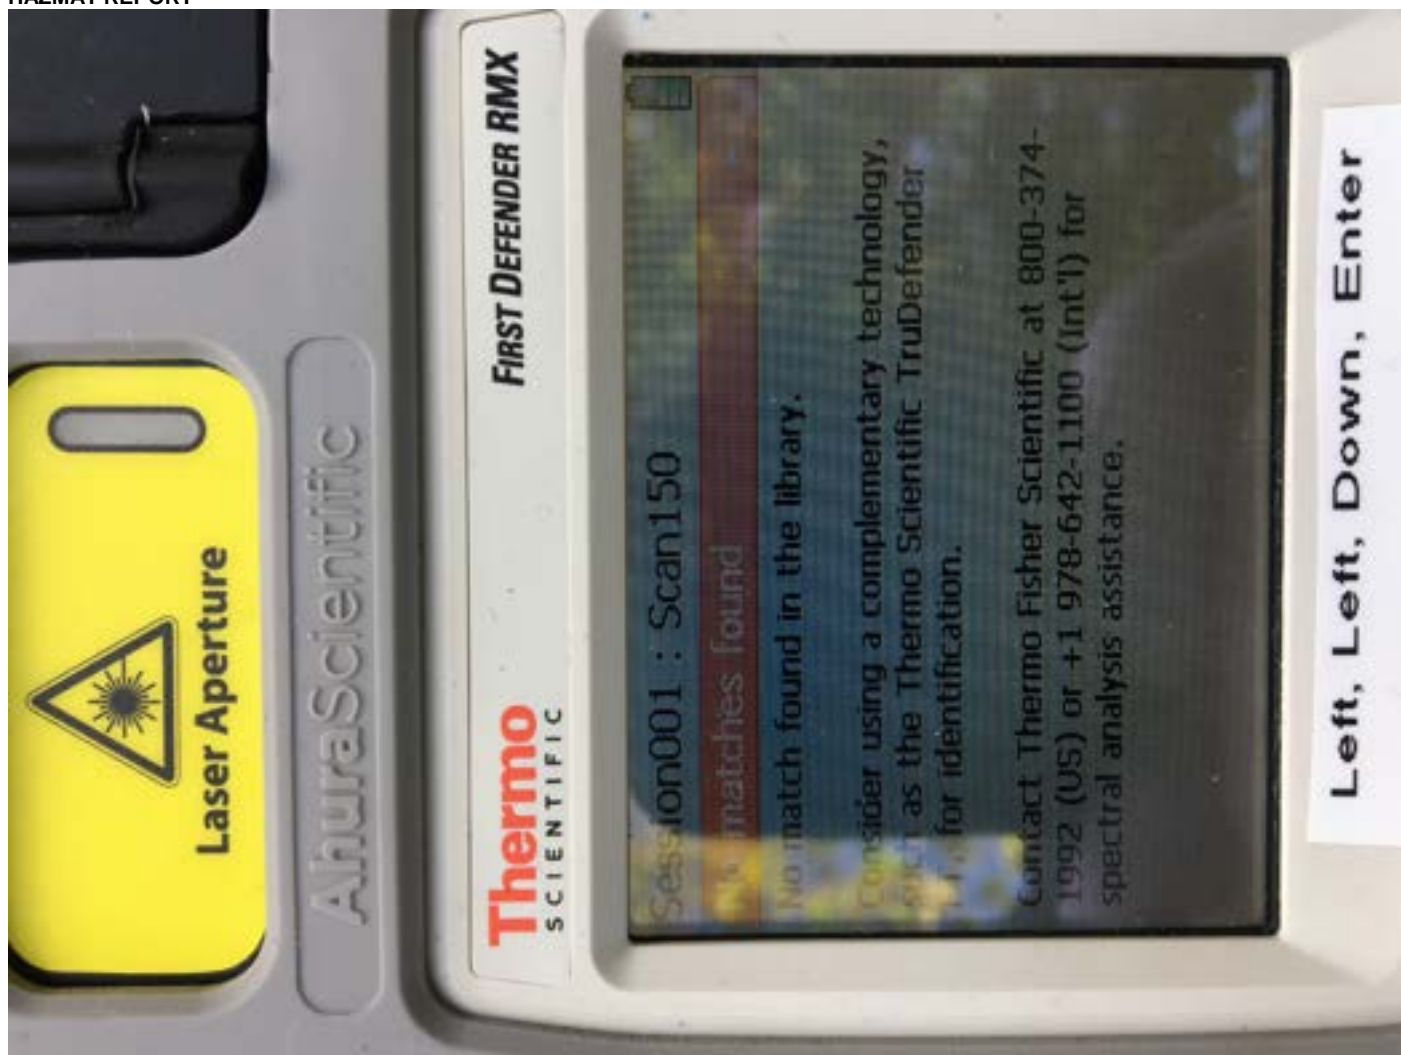 HAZMAT REPORT
Laser Aperture
AhuraScientific
Thermo
SCIENTIFIC
FIRST DEFENDER RMX
Session001 : Scan150
No matches found
No match found in the library.
Consider using a complementary technology,
such as the Thermo Scientific TruDefender
for identification.
Contact Thermo Fisher Scientific at 800-374-
1992 (US) or +1 978-642-1100 (Int'l) for
spectral analysis assistance.
Left, Left, Down, Enter